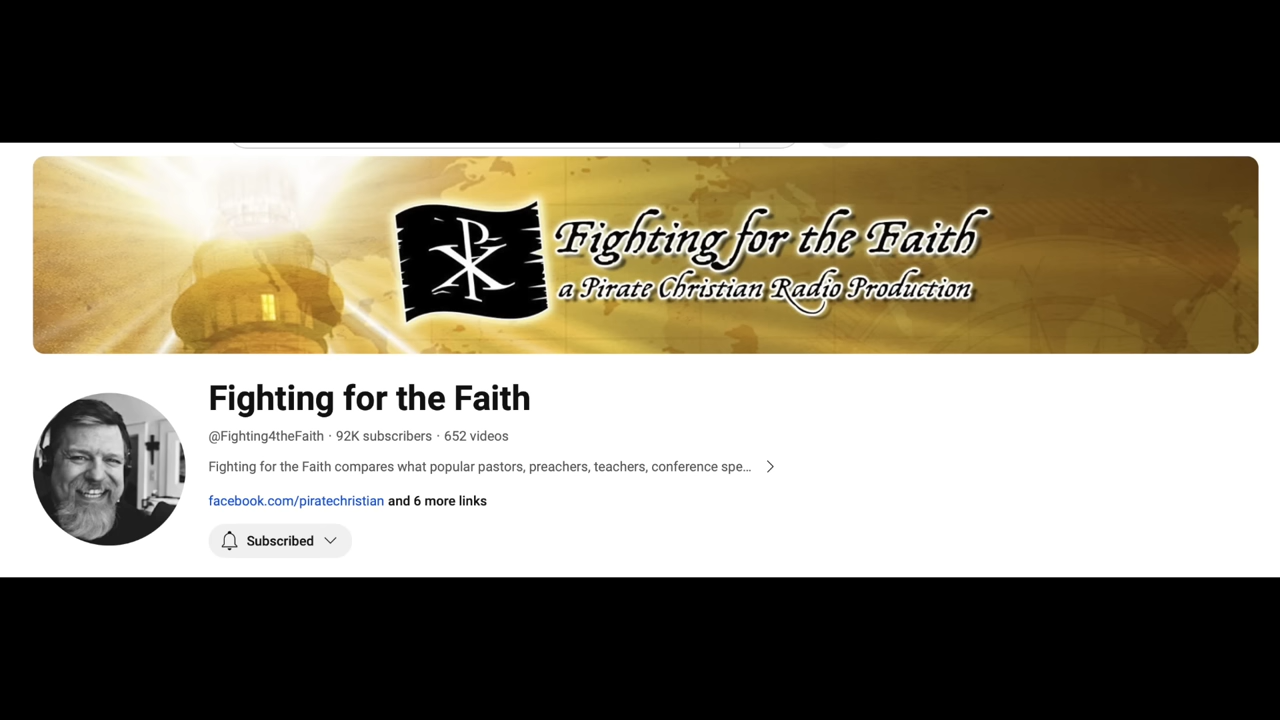 Fighting for the Faith
a Pirate Christian Radio Production
Fighting for the Faith
@Fighting4theFaith · 92K subscribers · 652 videos
Fighting for the Faith compares what popular pastors, preachers, teachers, conference spe...
facebook.com/piratechristian and 6 more links
Subscribed